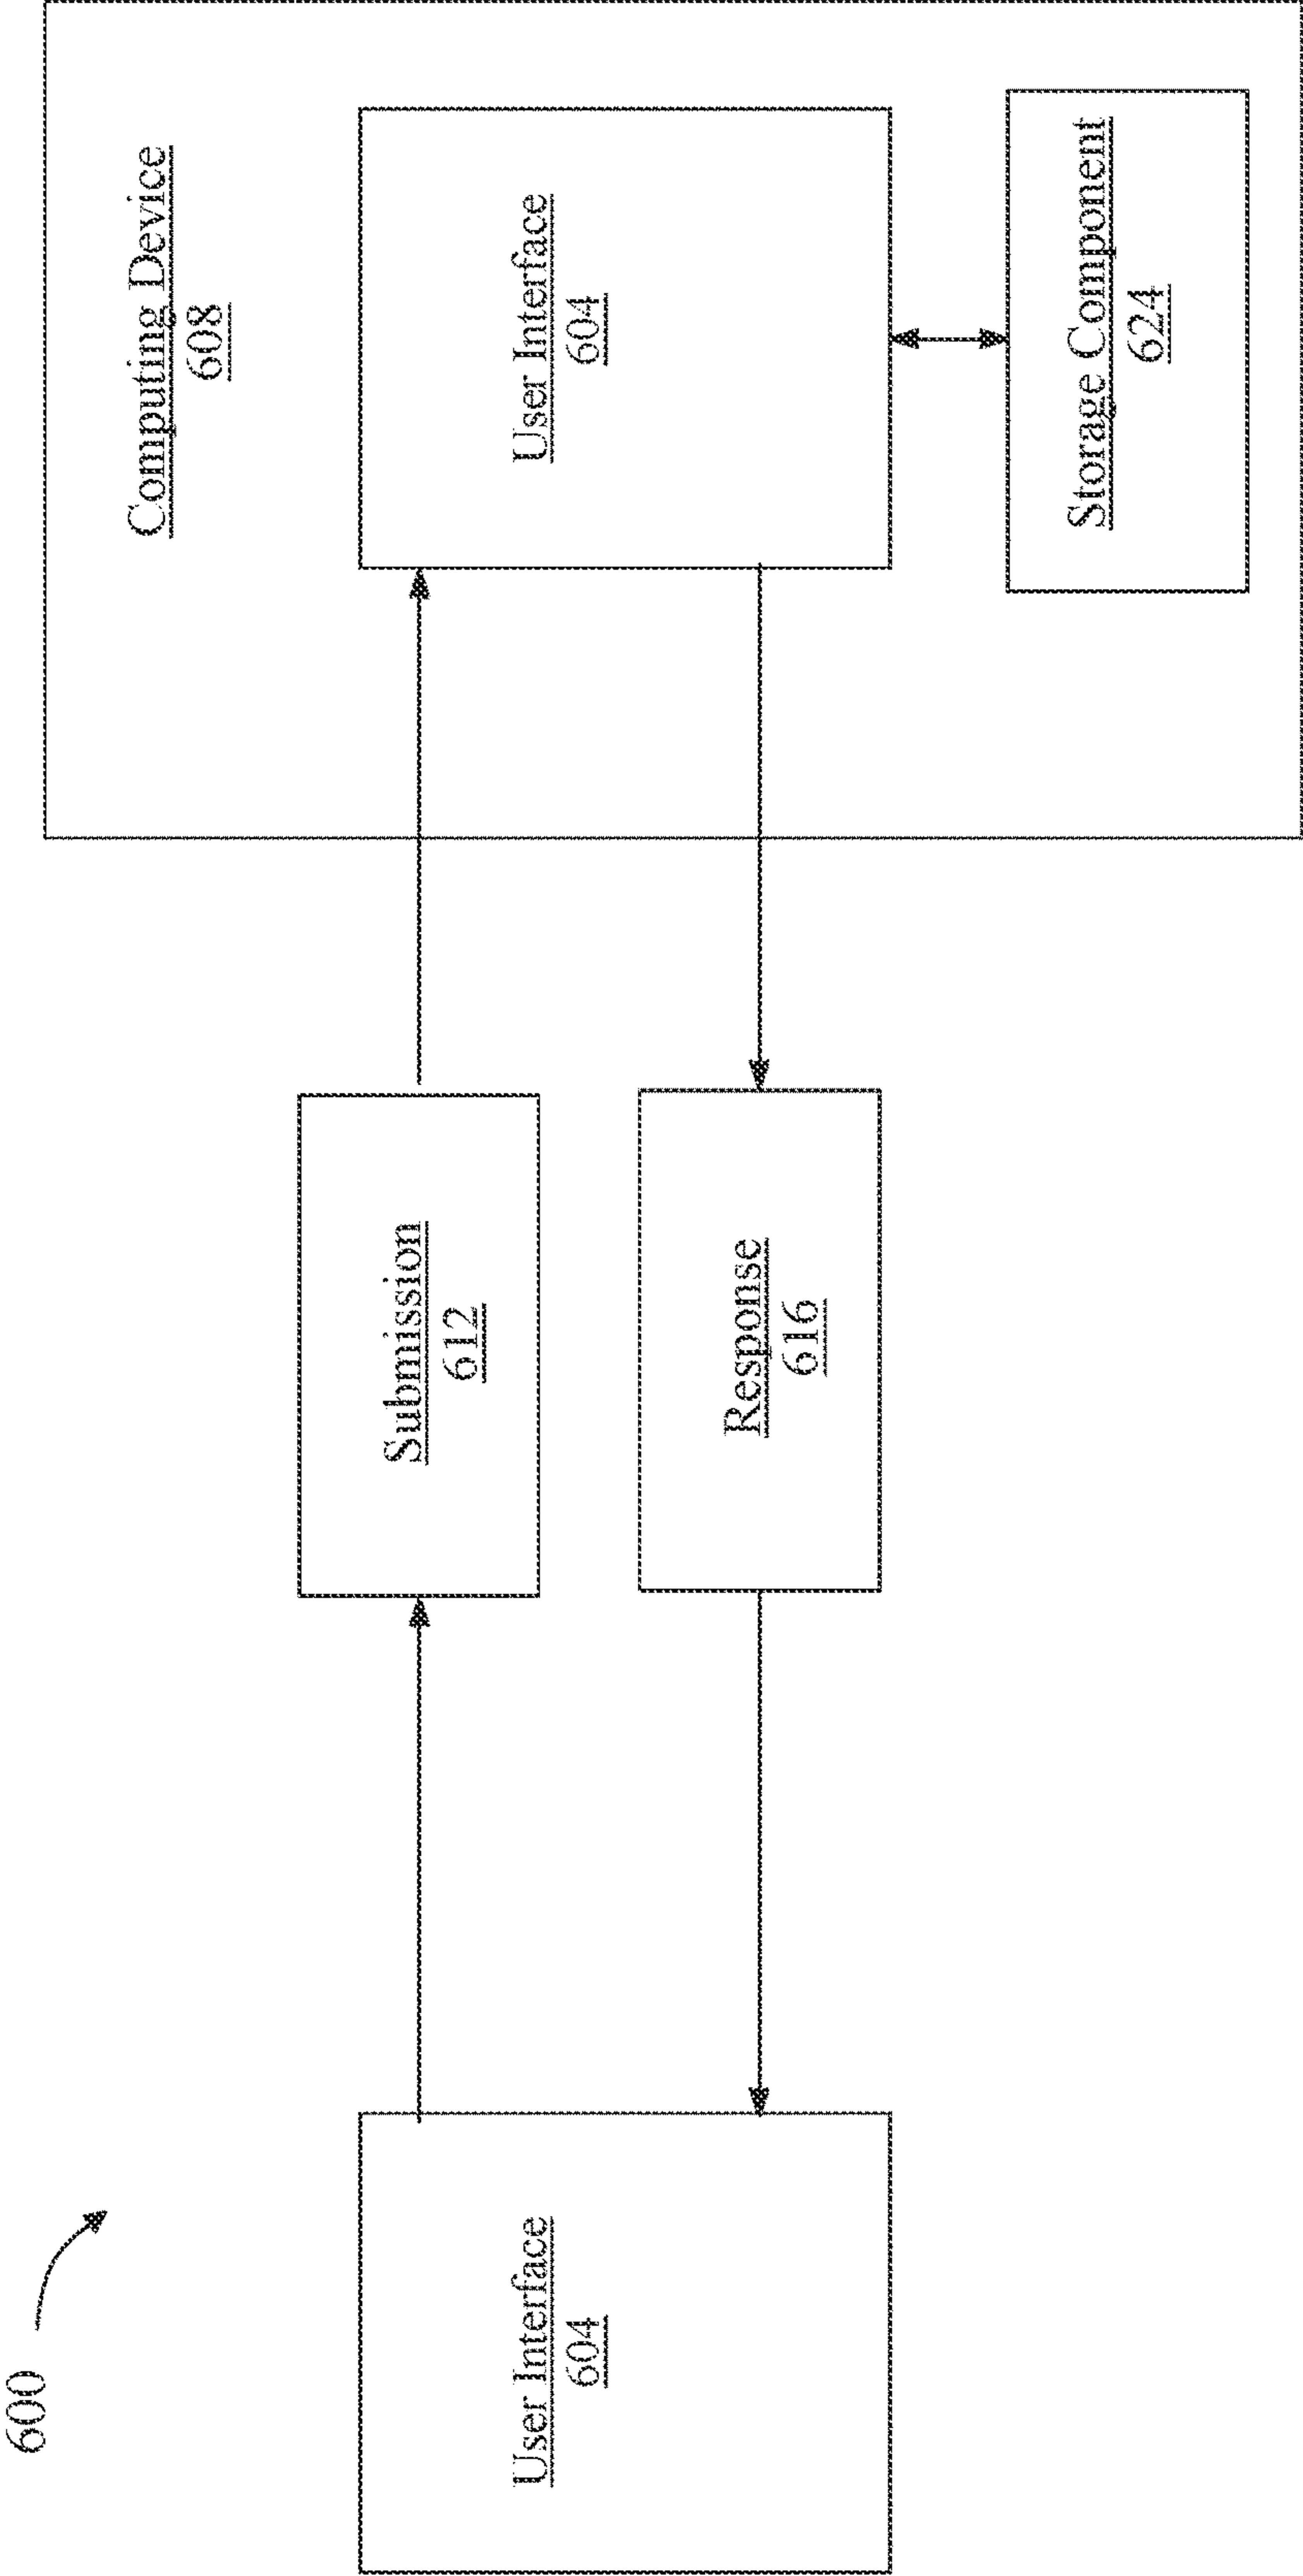 600
User Interface
604
Submission
612
Response
616
Computing Device
608
User Interface
604
Storage Component
624